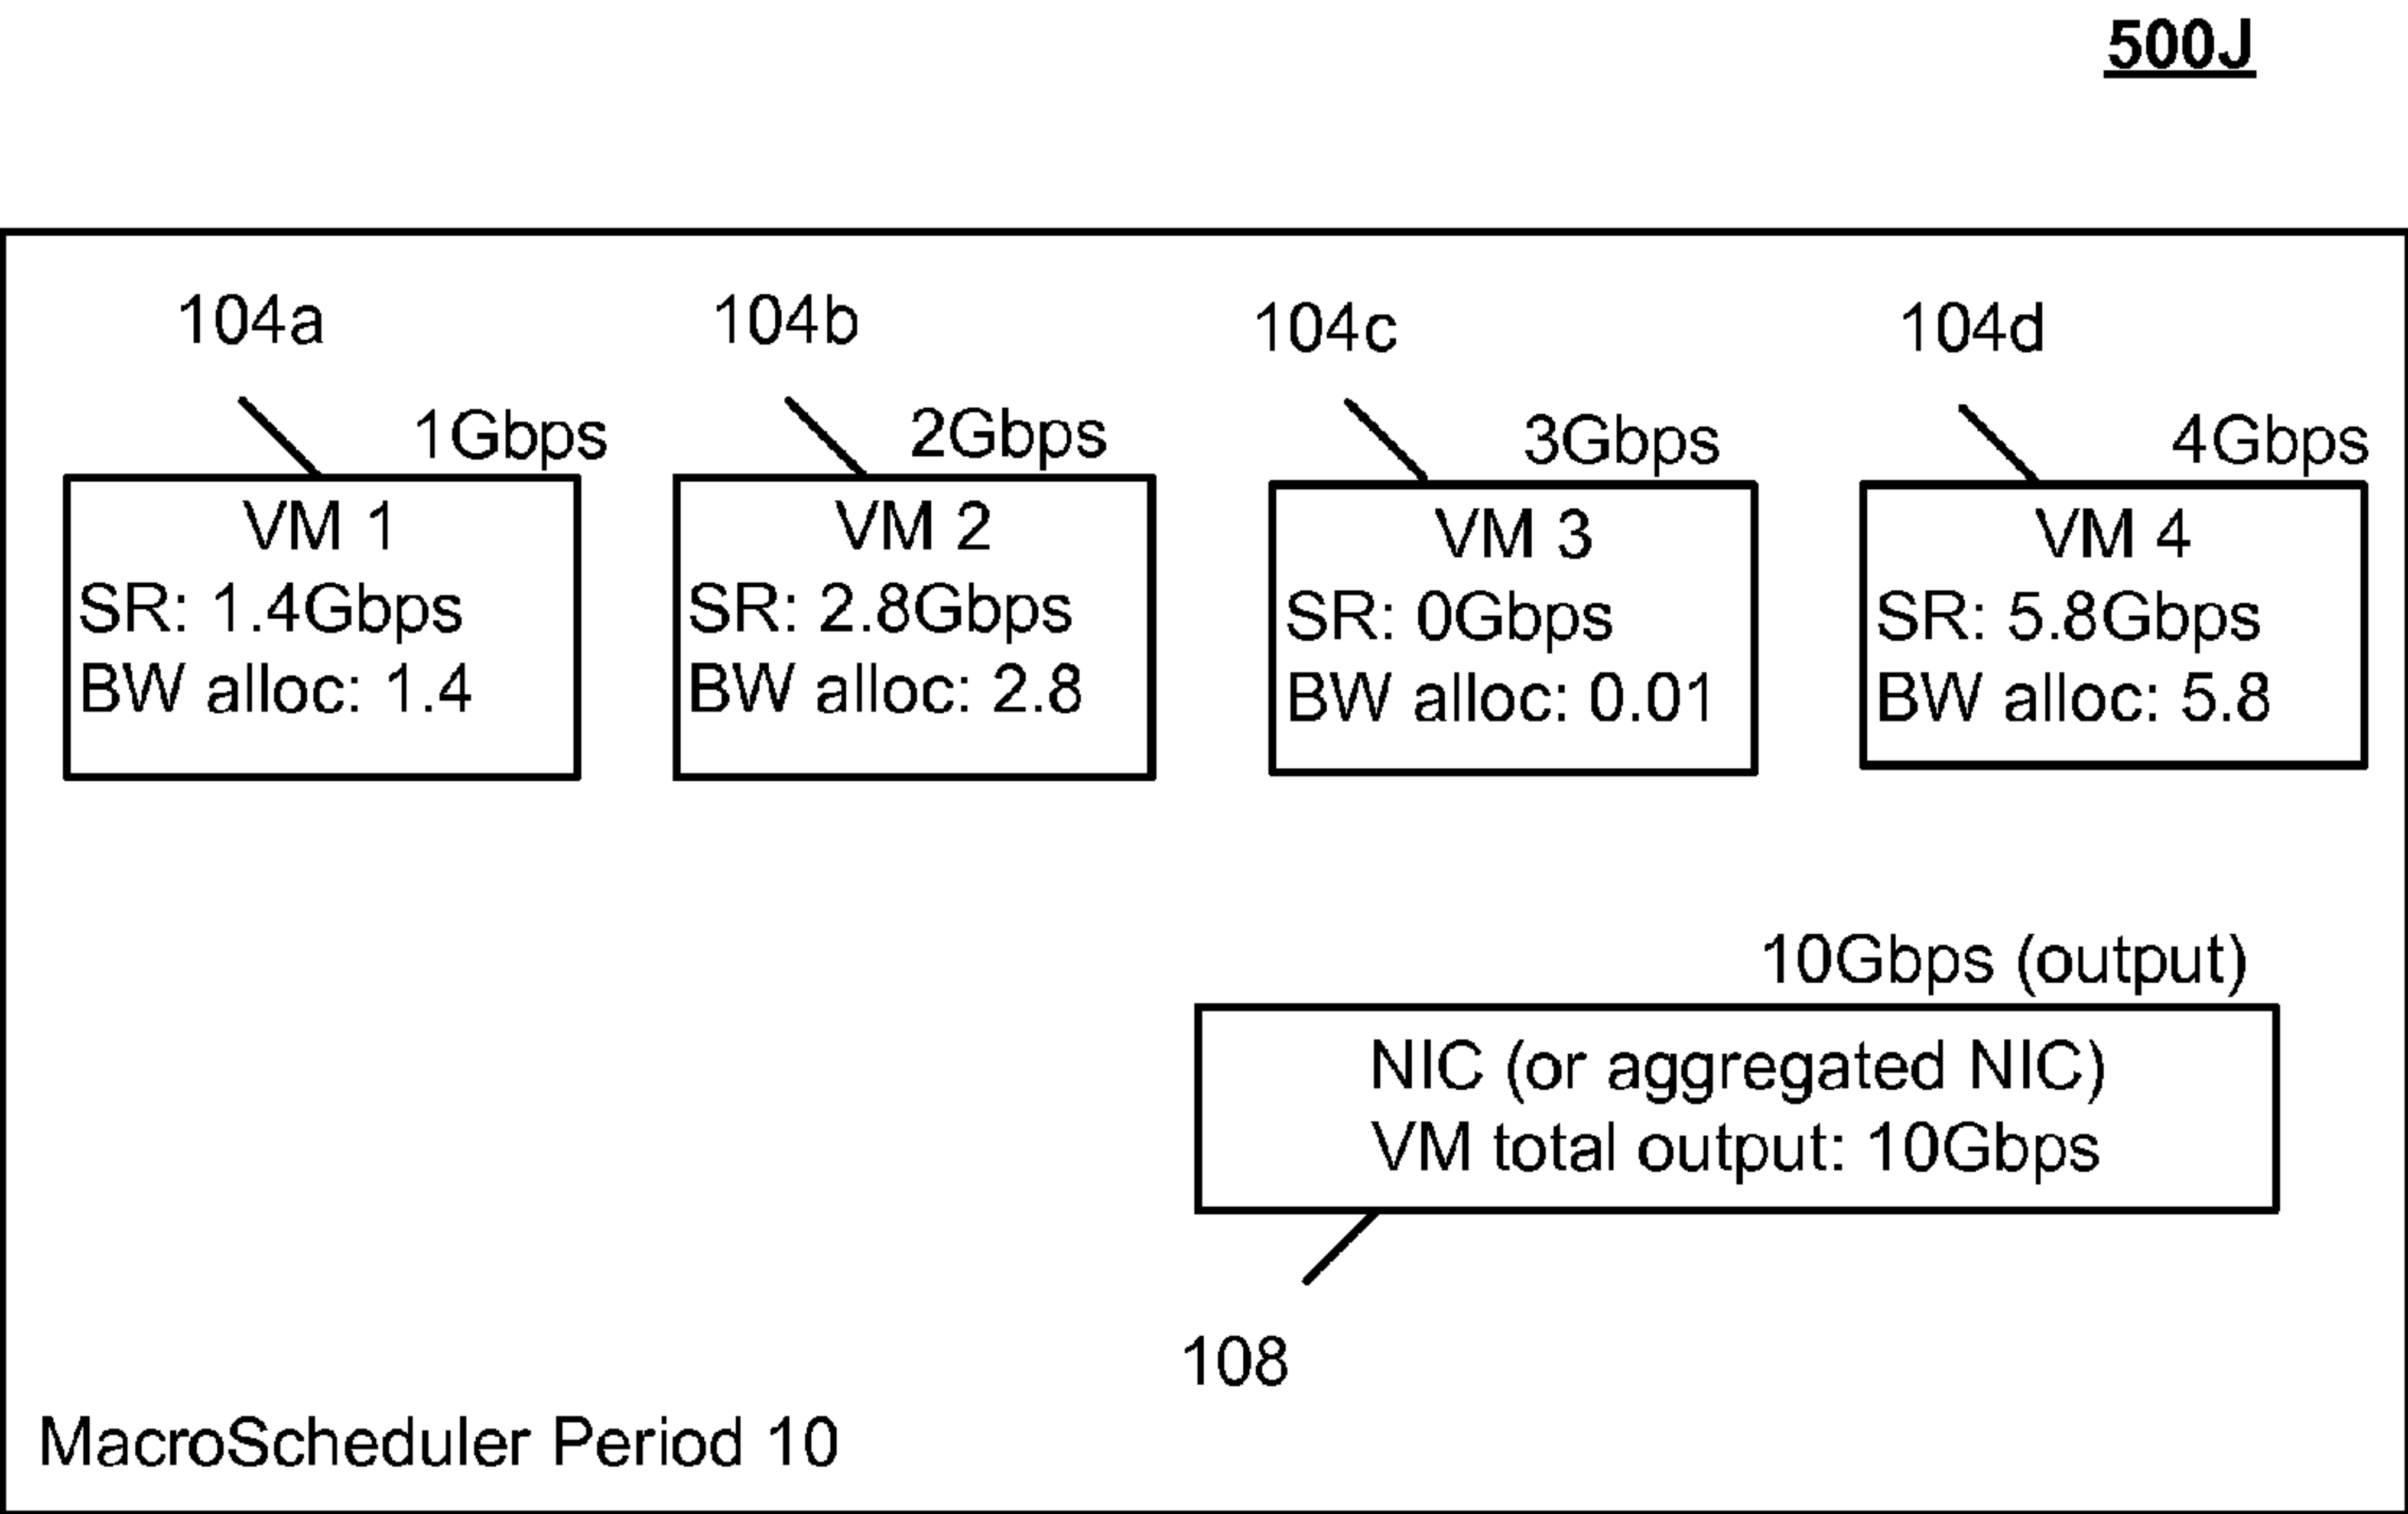 500J
104a
104b
104c
104d
1Gbps
2Gbps
3Gbps
4Gbps
VM 1
SR: 1.4Gbps
BW alloc: 1.4
VM 2
SR: 2.8Gbps
BW alloc: 2.8
VM 3
SR: 0Gbps
BW alloc: 0.01
VM 4
SR: 5.8Gbps
BW alloc: 5.8
10Gbps (output)
NIC (or aggregated NIC)
VM total output: 10Gbps
108
MacroScheduler Period 10